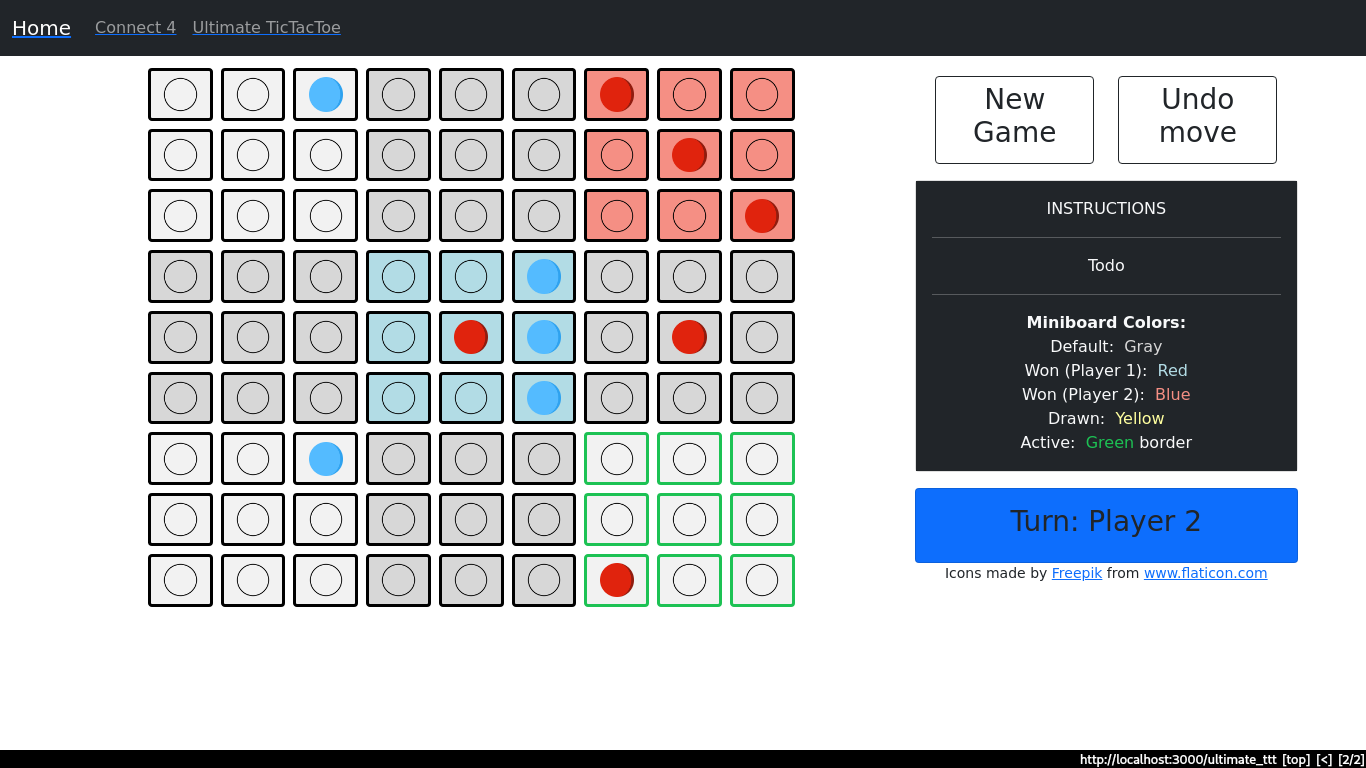 Home Connect 4 Ultimate TicTacToe
New Game
Undo move
INSTRUCTIONS
Todo
Miniboard Colors:
Default: Gray
Won (Player 1): Red
Won (Player 2): Blue
Drawn: Yellow
Active: Green border
Turn: Player 2
Icons made by Freepik from www.flaticon.com
http://localhost:3000/ultimate_ttt [top] [<] [2/2]